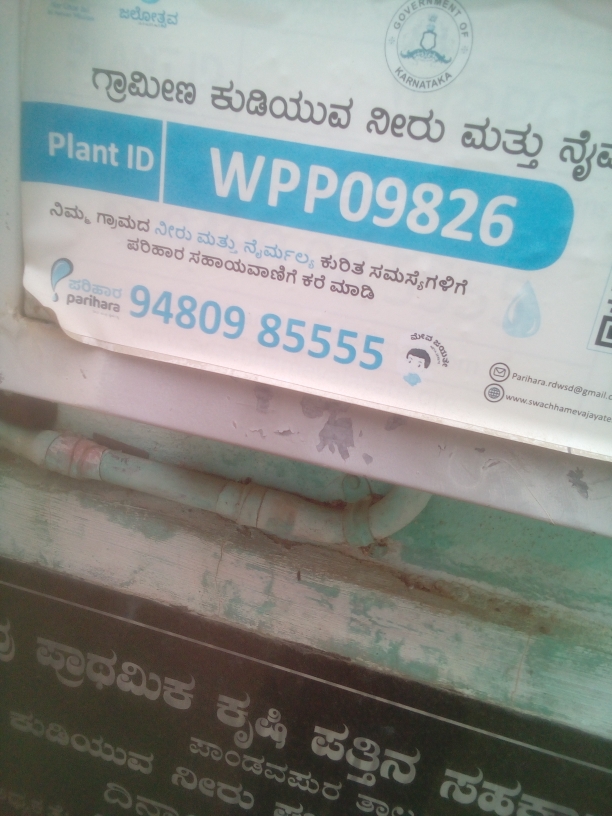 ಜಲೋತ್ಸವ
GOVERNMENT OF
KARNATAKA
ಗ್ರಾಮೀಣ ಕುಡಿಯುವ ನೀರು ಮತ್ತು
Plant ID WPP09826
ನಿಮ್ಮ ಗ್ರಾಮದ ನೀರು ಮತ್ತು ನೈರ್ಮಲ್ಯ ಕುರಿತ ಸಮಸ್ಯೆಗಳಿಗೆ
ಪರಿಹಾರ ಸಹಾಯವಾಣಿಗೆ ಕರೆ ಮಾಡಿ
ಪರಿಹಾರ
parihara
94809 85555
Parihara.rdwsd@gmail.c
www.swachhamevajayate
ಪ್ರಾಥಮಿಕ ಕೃಷಿ ಪತ್ತಿನ ಸಹಕಾ
ಪಾಂಡವಪುರ ತಾಲ
ಕುಡಿಯುವ ನೀರು